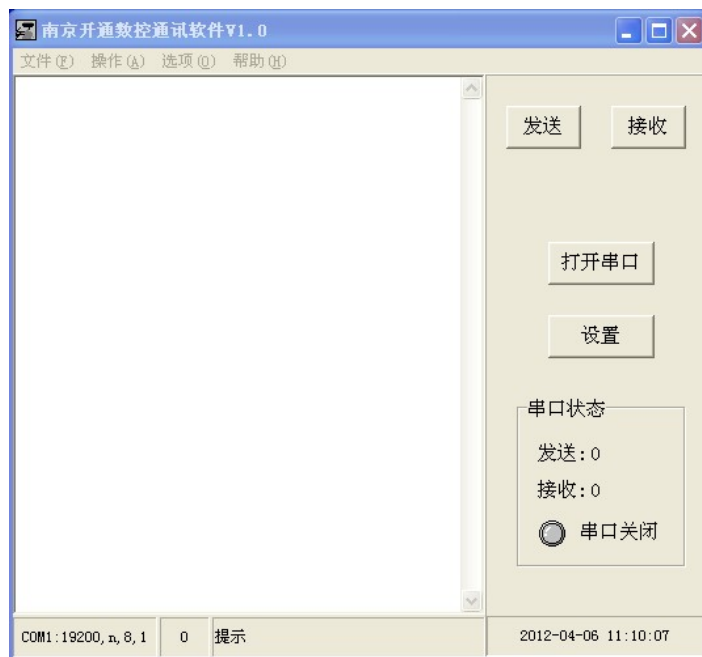 南京开通数控通讯软件V1.0
文件(F) 操作(A) 选项(O) 帮助(H)
发送 接收
打开串口
设置
串口状态
发送:0
接收:0
串口关闭
COM1:19200,n,8,1 0 提示 2012-04-06 11:10:07